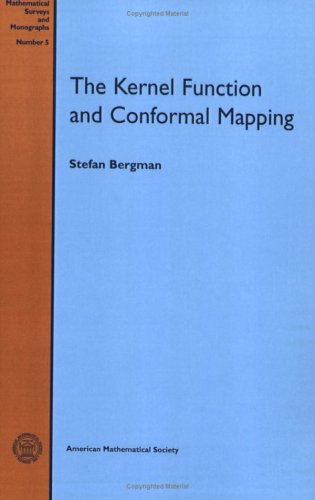 Mathematical
Surveys
and
Monographs
Number 5
The Kernel Function
and Conformal Mapping
Stefan Bergman
American Mathematical Society